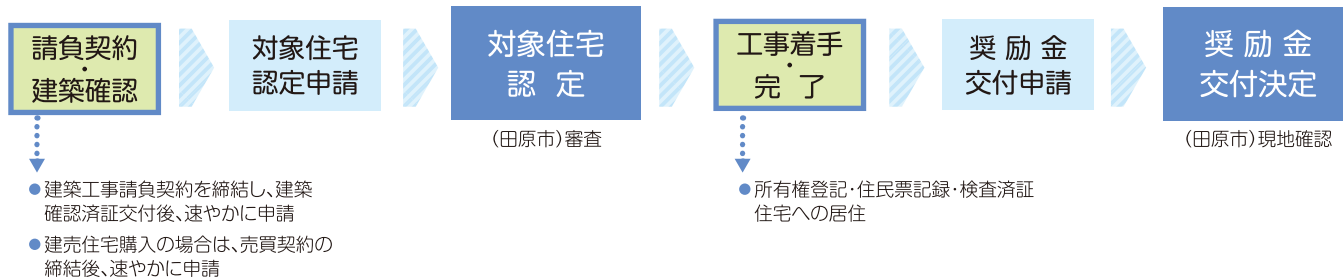 請負契約
・
建築確認
対象住宅
認定申請
対象住宅
認定
(田原市)審査
工事着手
・
完了
奨励金
交付申請
奨励金
交付決定
(田原市)現地確認
●建築工事請負契約を締結し、建築
確認済証交付後、速やかに申請
●建売住宅購入の場合は、売買契約の
締結後、速やかに申請
●所有権登記・住民票記録・検査済証
住宅への居住